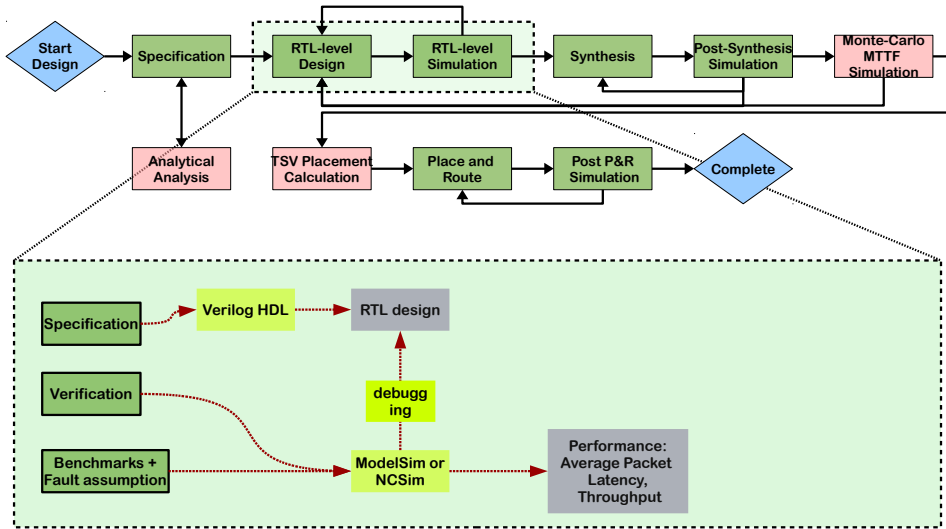 Start
Design
Specification
RTL-level
Design
RTL-level
Simulation
Synthesis
Post-Synthesis
Simulation
Monte-Carlo
MTTF
Simulation
Analytical
Analysis
TSV Placement
Calculation
Place and
Route
Post P&R
Simulation
Complete
Specification
Verilog HDL
RTL design
Verification
debugg
ing
Benchmarks +
Fault assumption
ModelSim or
NCSim
Performance:
Average Packet
Latency,
Throughput